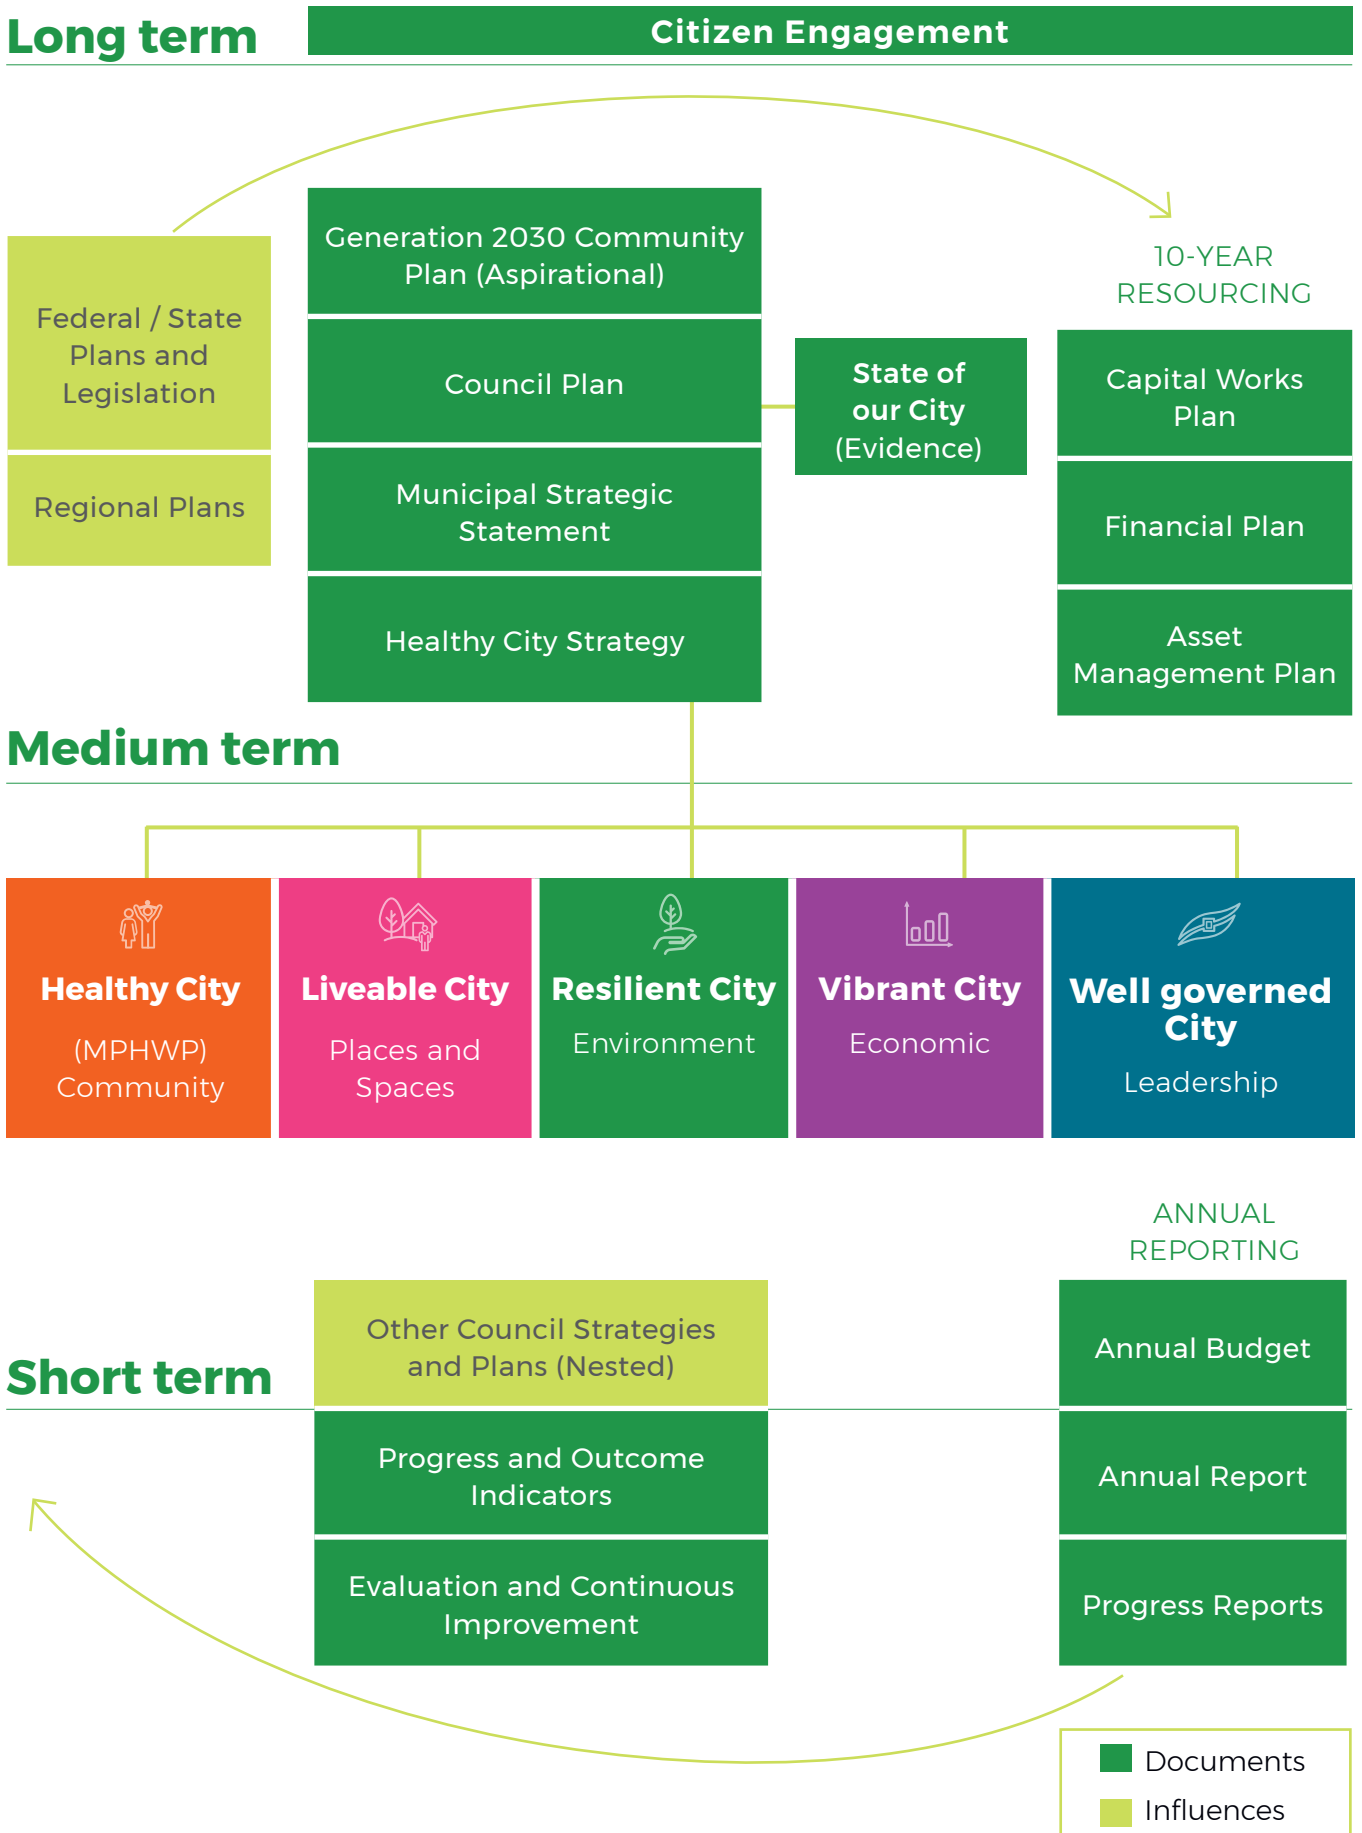 Long term
Citizen Engagement
Federal / State
Plans and
Legislation
Regional Plans
Generation 2030 Community
Plan (Aspirational)
Council Plan
Municipal Strategic
Statement
Healthy City Strategy
State of
our City
(Evidence)
10-YEAR
RESOURCING
Capital Works
Plan
Financial Plan
Asset
Management Plan
Medium term
Healthy City
(MPHWP)
Community
Liveable City
Places and
Spaces
Resilient City
Environment
Vibrant City
Economic
Well governed
City
Leadership
Short term
Other Council Strategies
and Plans (Nested)
Progress and Outcome
Indicators
Evaluation and Continuous
Improvement
ANNUAL
REPORTING
Annual Budget
Annual Report
Progress Reports
Documents
Influences